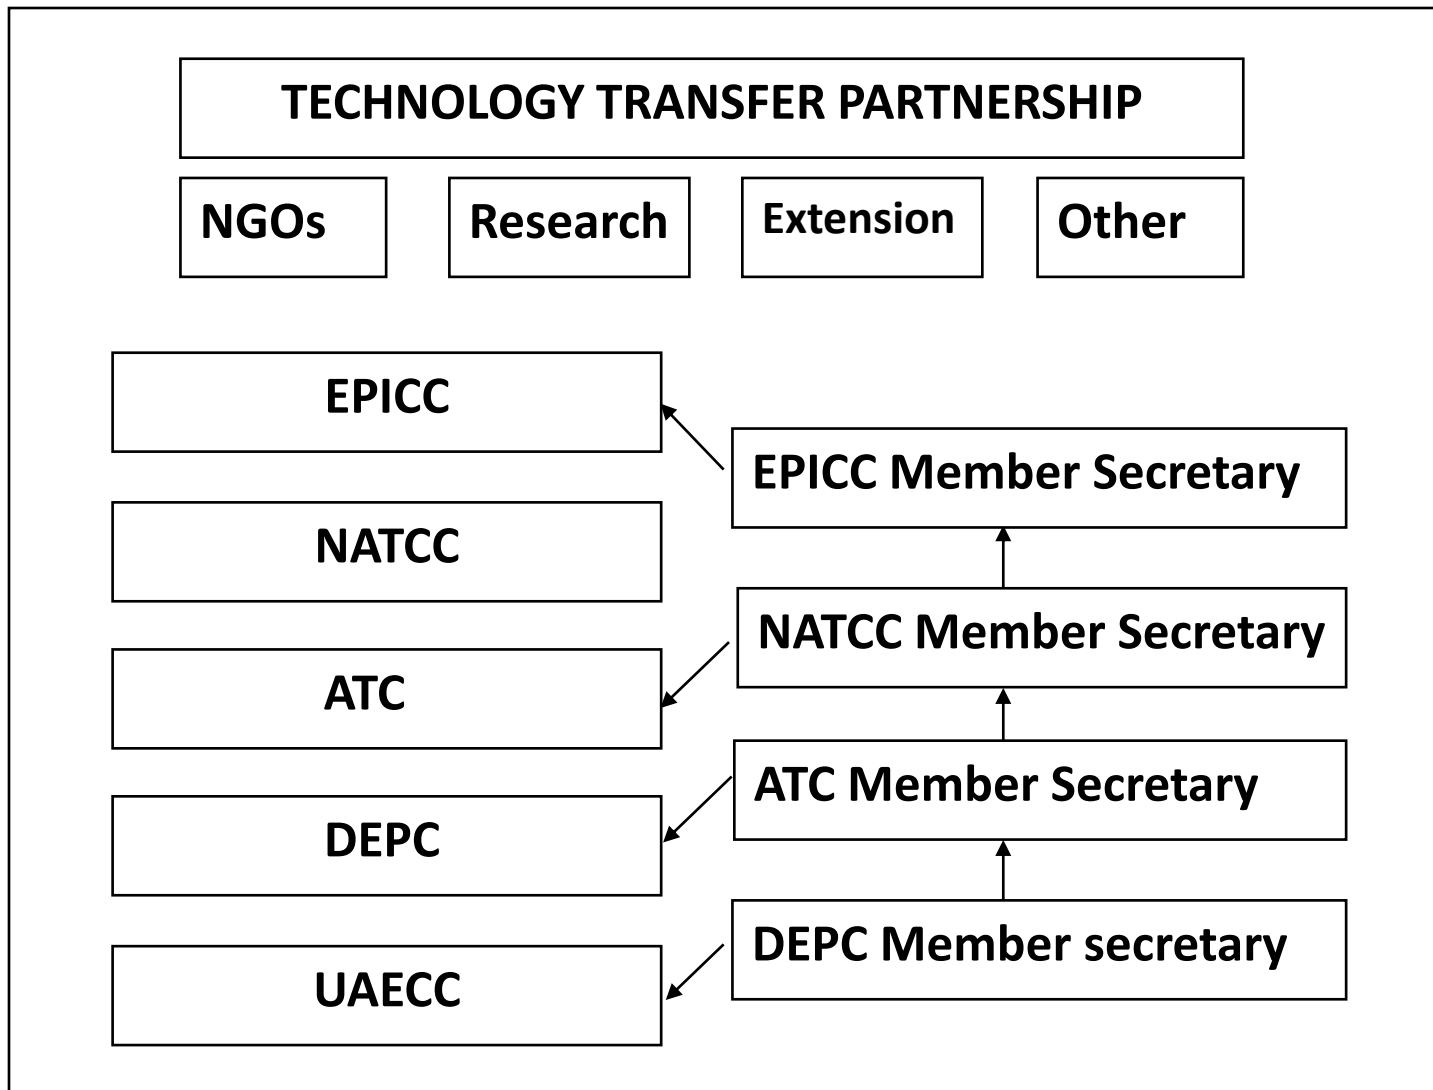 TECHNOLOGY TRANSFER PARTNERSHIP
NGOs
Research
Extension
Other
EPICC
EPICC Member Secretary
NATCC
NATCC Member Secretary
ATC
ATC Member Secretary
DEPC
DEPC Member secretary
UAECC